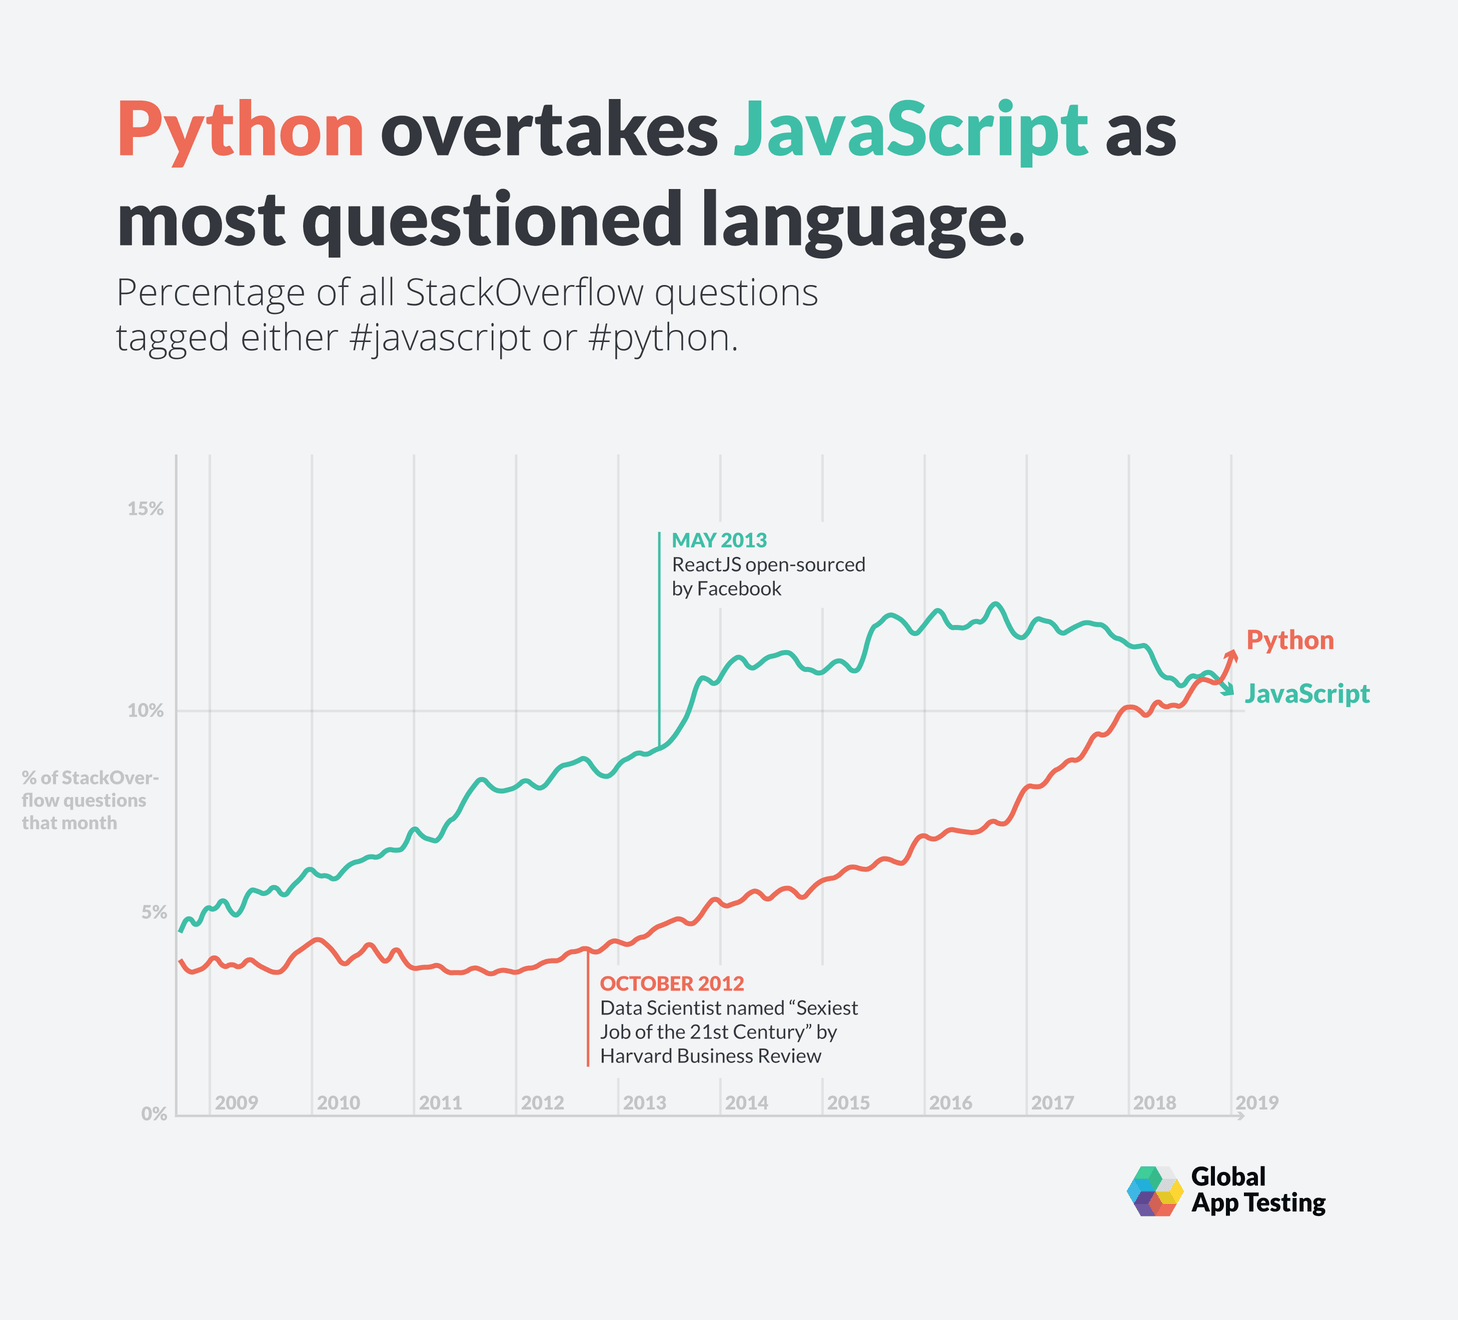 Python overtakes JavaScript as
most questioned language.
Percentage of all StackOverflow questions
tagged either #javascript or #python.
15%
MAY 2013
ReactJS open-sourced
by Facebook
Python
JavaScript
10%
% of StackOver-
flow questions
that month
5%
OCTOBER 2012
Data Scientist named “Sexiest
Job of the 21st Century” by
Harvard Business Review
0%
2009 2010 2011 2012 2013 2014 2015 2016 2017 2018 2019
Global
App Testing